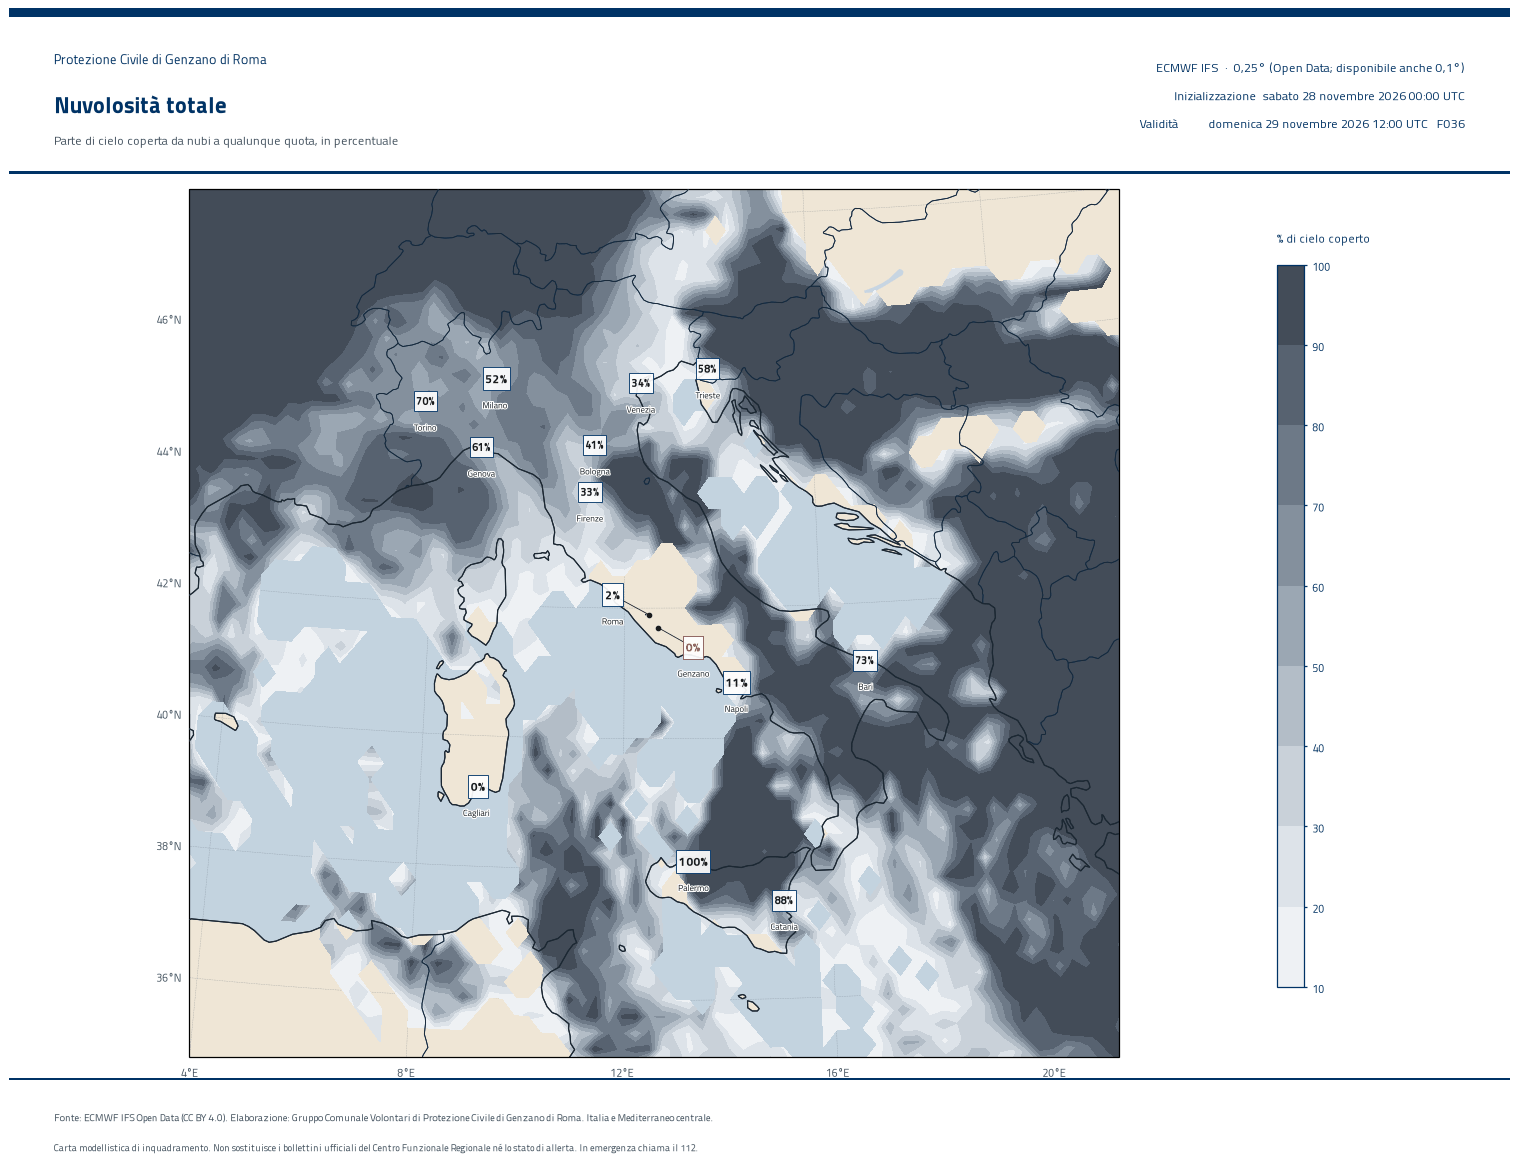 Protezione Civile di Genzano di Roma
Nuvolosità totale
Parte di cielo coperta da nubi a qualunque quota, in percentuale
ECMWF IFS · 0,25° (Open Data; disponibile anche 0,1°)
Inizializzazione sabato 28 novembre 2026 00:00 UTC
Validità domenica 29 novembre 2026 12:00 UTC F036
% di cielo coperto
100
90
80
70
60
50
40
30
20
10
46°N
44°N
42°N
40°N
38°N
36°N
4°E
8°E
12°E
16°E
20°E
58%
Trieste
52%
Milano
34%
Venezia
70%
Torino
61%
Genova
41%
Bologna
33%
Firenze
2%
Roma
0%
Genzano
11%
Napoli
73%
Bari
0%
Cagliari
100%
Palermo
88%
Catania
Fonte: ECMWF IFS Open Data (CC BY 4.0). Elaborazione: Gruppo Comunale Volontari di Protezione Civile di Genzano di Roma. Italia e Mediterraneo centrale.
Carta modellistica di inquadramento. Non sostituisce i bollettini ufficiali del Centro Funzionale Regionale né lo stato di allerta. In emergenza chiama il 112.